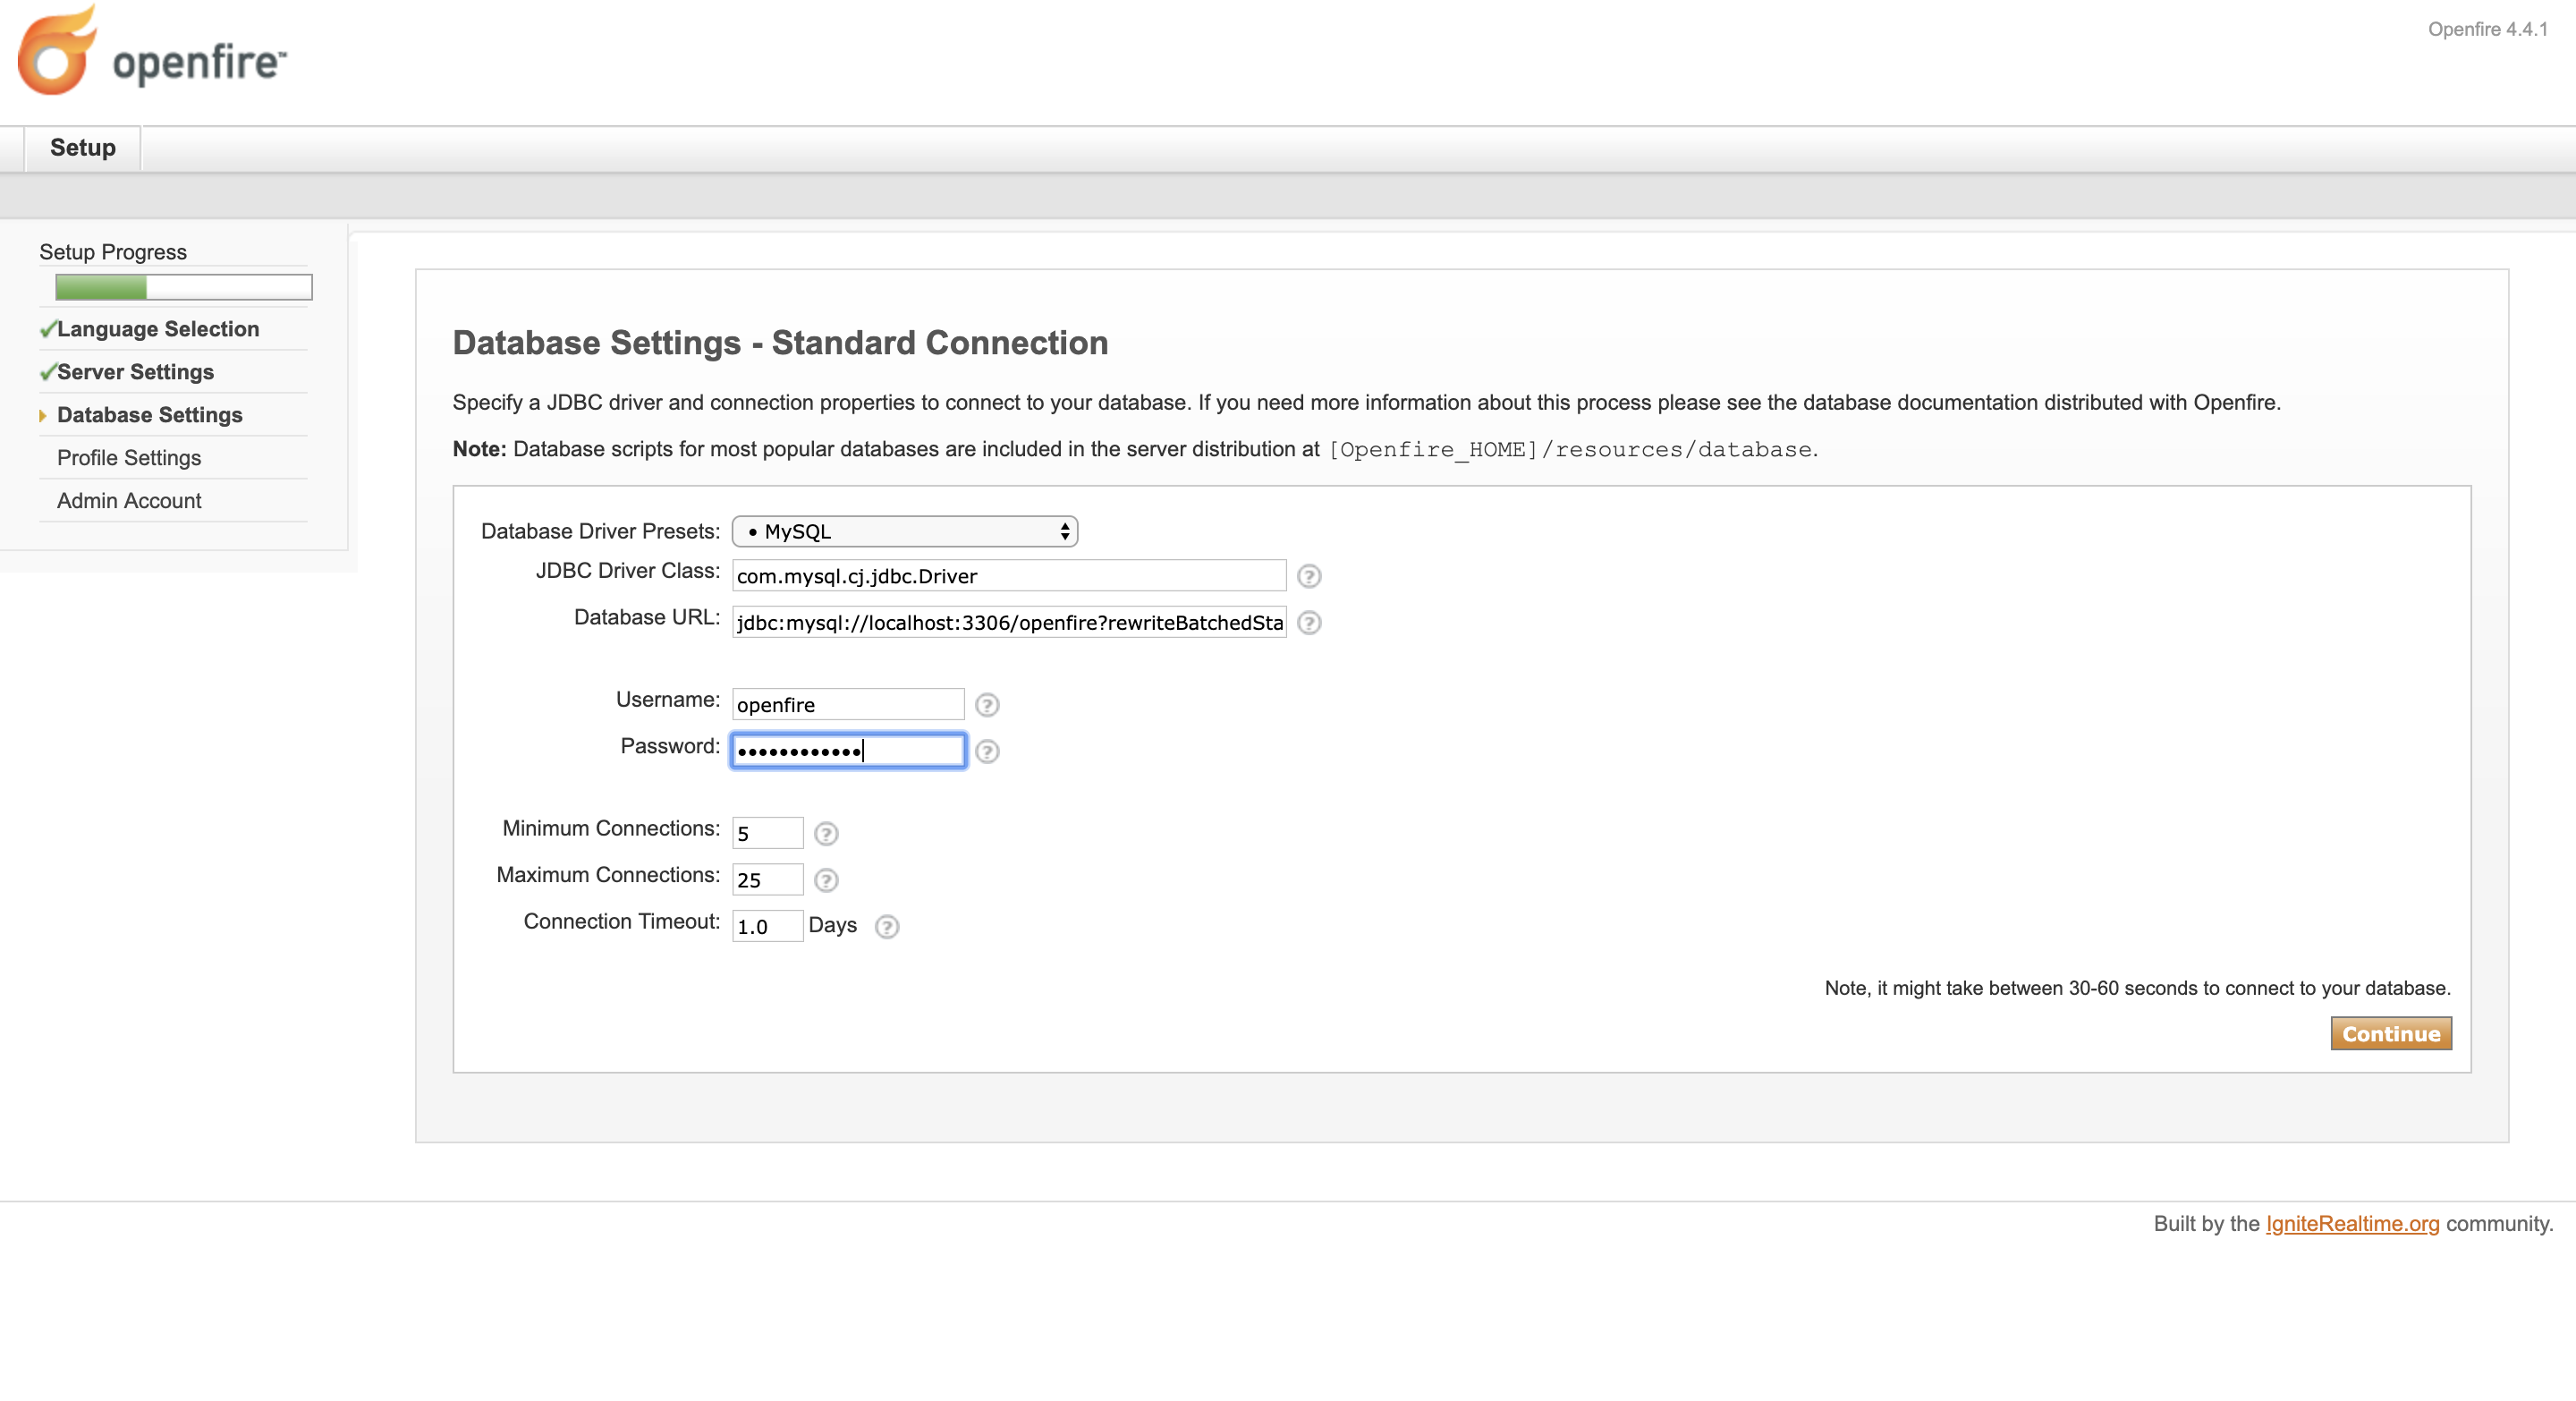 Openfire 4.4.1
openfire™
Setup
Setup Progress
Language Selection
Server Settings
Database Settings
Profile Settings
Admin Account
Database Settings - Standard Connection
Specify a JDBC driver and connection properties to connect to your database. If you need more information about this process please see the database documentation distributed with Openfire.
Note: Database scripts for most popular databases are included in the server distribution at [Openfire_HOME]/resources/database.
Database Driver Presets: • MySQL
JDBC Driver Class: com.mysql.cj.jdbc.Driver ?
Database URL: jdbc:mysql://localhost:3306/openfire?rewriteBatchedSta ?
Username: openfire ?
Password: •••••••••••• ?
Minimum Connections: 5 ?
Maximum Connections: 25 ?
Connection Timeout: 1.0 Days ?
Note, it might take between 30-60 seconds to connect to your database.
Continue
Built by the IgniteRealtime.org community.